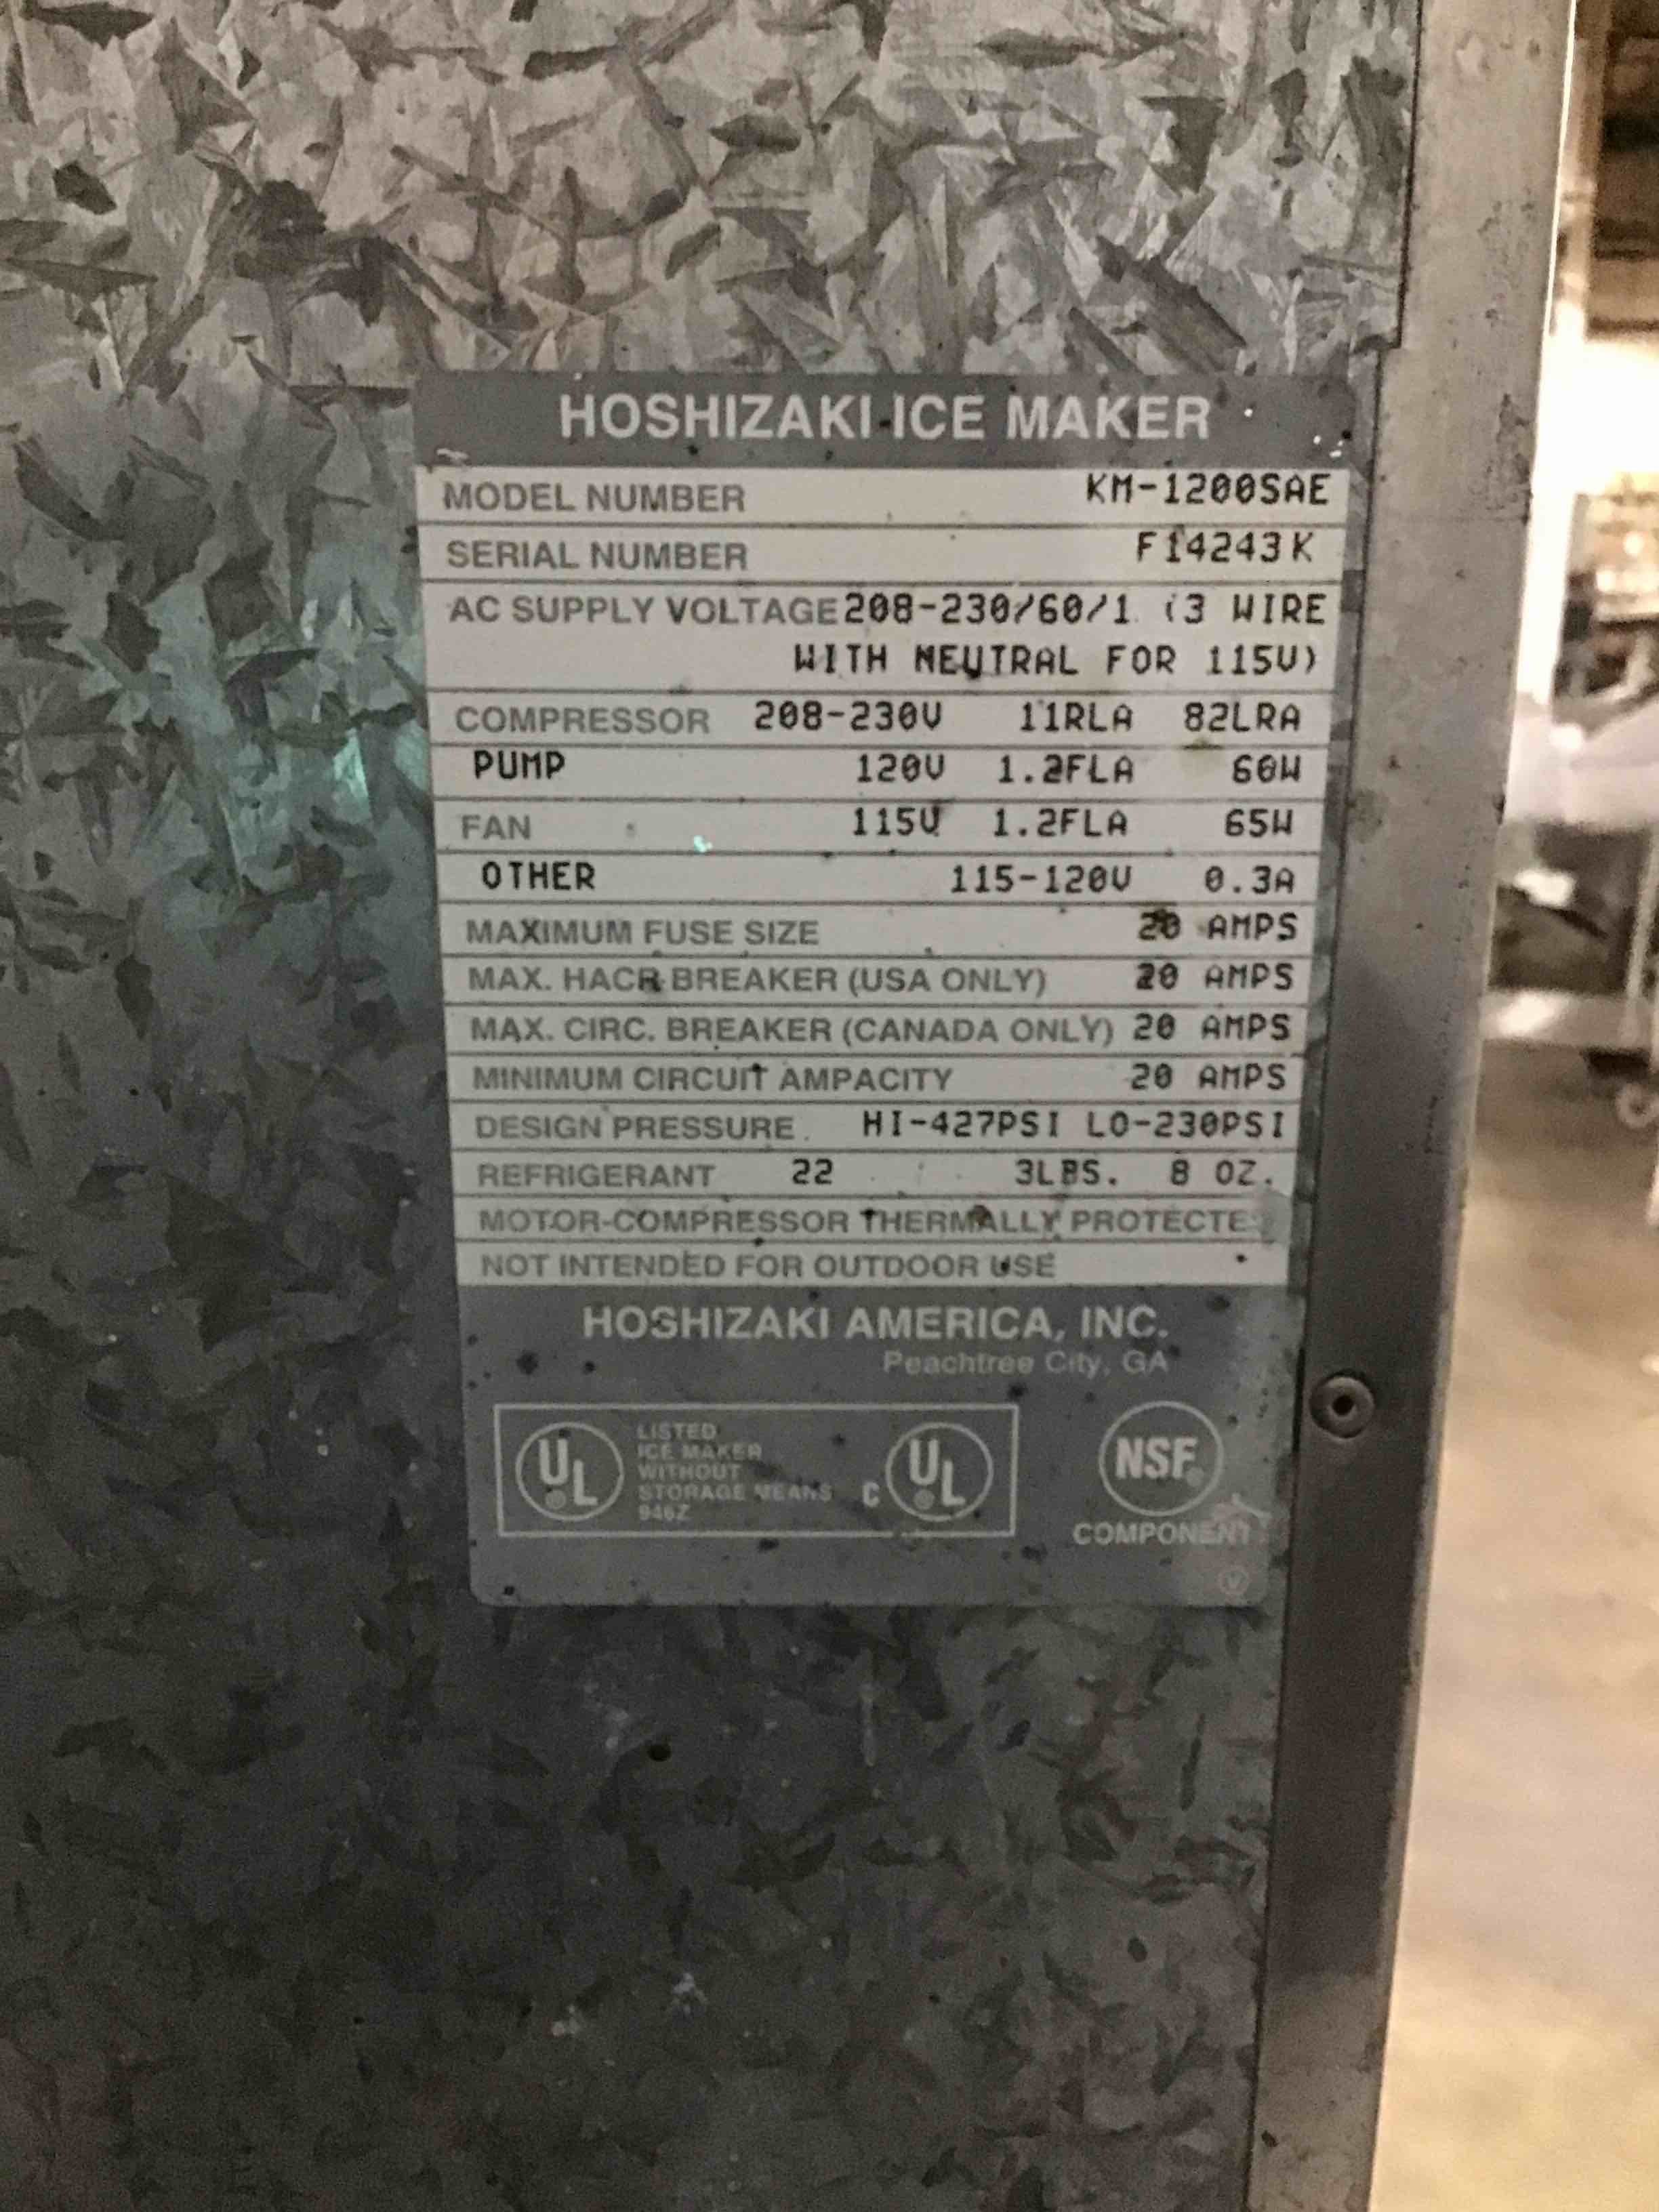 HOSHIZAKI ICE MAKER
MODEL NUMBER KM-1200SAE
SERIAL NUMBER F14243K
AC SUPPLY VOLTAGE 208-230/60/1 (3 WIRE
WITH NEUTRAL FOR 115V)
COMPRESSOR 208-230V 11RLA 82LRA
PUMP 120V 1.2FLA 60W
FAN 115V 1.2FLA 65W
OTHER 115-120V 0.3A
MAXIMUM FUSE SIZE 20 AMPS
MAX. HACR BREAKER (USA ONLY) 20 AMPS
MAX. CIRC. BREAKER (CANADA ONLY) 20 AMPS
MINIMUM CIRCUIT AMPACITY 20 AMPS
DESIGN PRESSURE HI-427PSI LO-230PSI
REFRIGERANT 22 3LBS. 8 OZ.
MOTOR-COMPRESSOR THERMALLY PROTECTE
NOT INTENDED FOR OUTDOOR USE
HOSHIZAKI AMERICA, INC.
Peachtree City, GA
UL ®
LISTED
ICE MAKER
WITHOUT
STORAGE MEANS
946Z
C UL ®
NSF®
COMPONENT
V